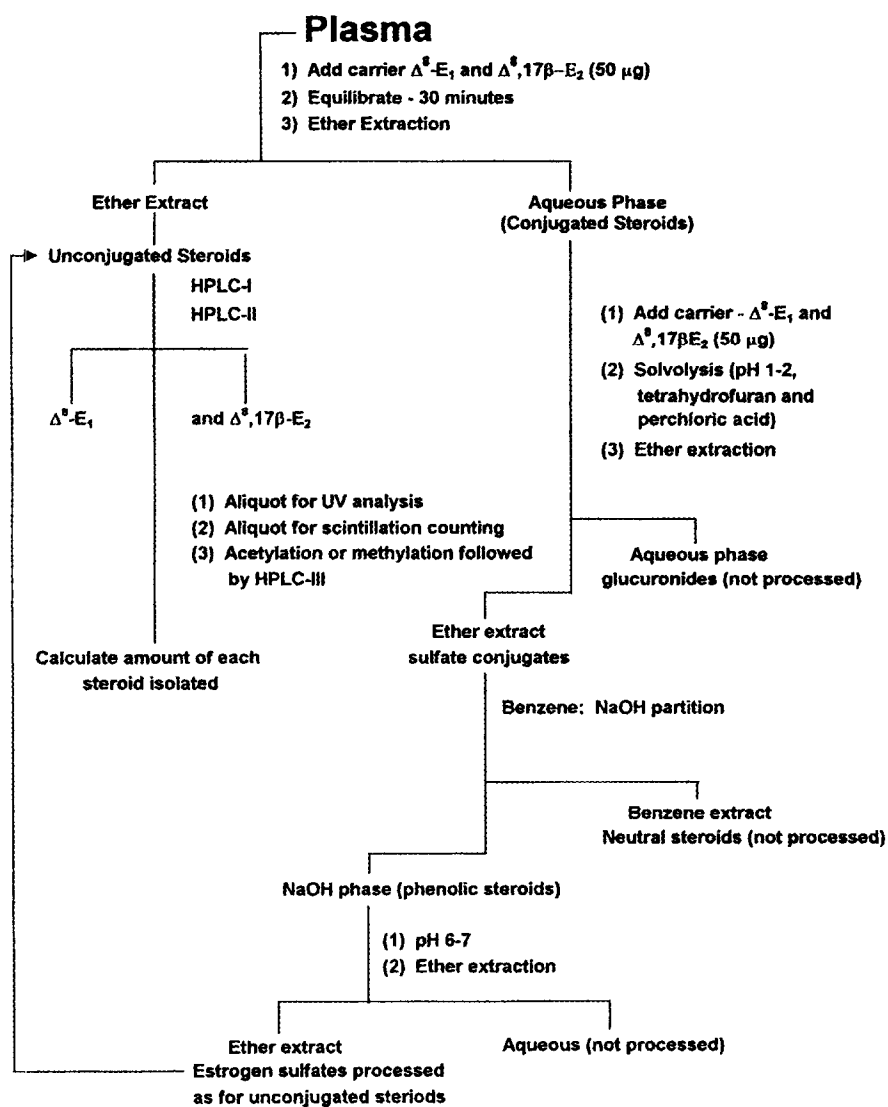 Plasma
1) Add carrier Δ⁸-E₁ and Δ⁸,17β-E₂ (50 μg)
2) Equilibrate - 30 minutes
3) Ether Extraction
Ether Extract
Unconjugated Steroids
HPLC-I
HPLC-II
Δ⁸-E₁
and Δ⁸,17β-E₂
(1) Aliquot for UV analysis
(2) Aliquot for scintillation counting
(3) Acetylation or methylation followed
by HPLC-III
Calculate amount of each
steroid isolated
Aqueous Phase
(Conjugated Steroids)
(1) Add carrier - Δ⁸-E₁ and
Δ⁸,17βE₂ (50 μg)
(2) Solvolysis (pH 1-2,
tetrahydrofuran and
perchloric acid)
(3) Ether extraction
Aqueous phase
glucuronides (not processed)
Ether extract
sulfate conjugates
Benzene: NaOH partition
Benzene extract
Neutral steroids (not processed)
NaOH phase (phenolic steroids)
(1) pH 6-7
(2) Ether extraction
Ether extract
Estrogen sulfates processed
as for unconjugated steriods
Aqueous (not processed)